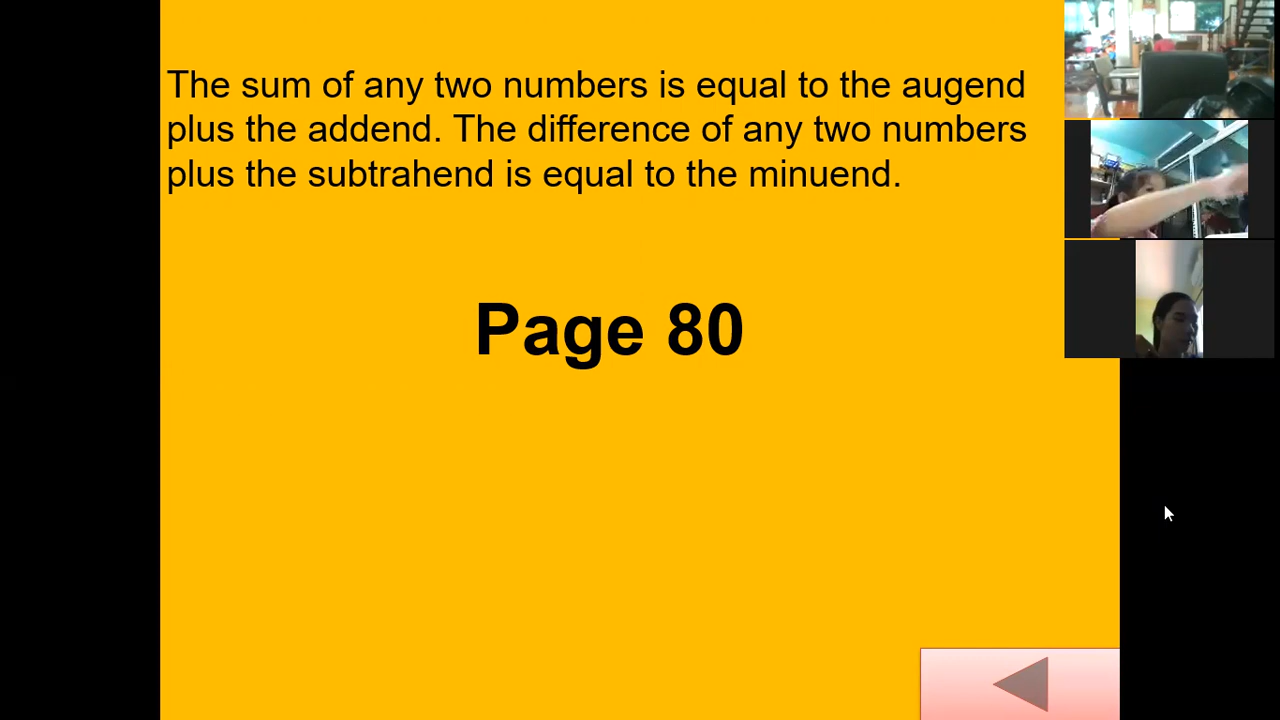 The sum of any two numbers is equal to the augend
plus the addend. The difference of any two numbers
plus the subtrahend is equal to the minuend.
Page 80